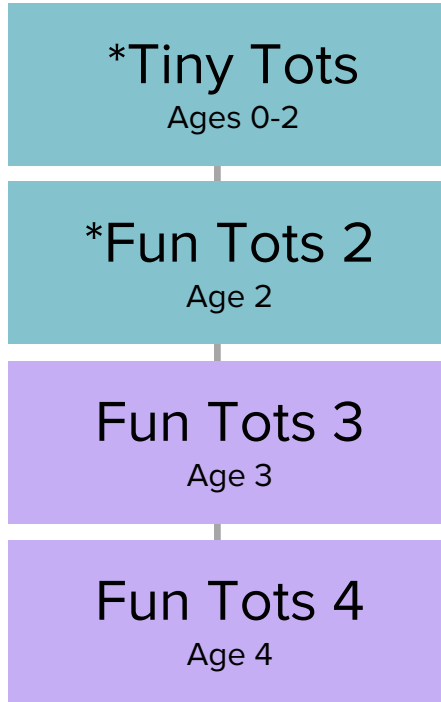 *Tiny Tots
Ages 0-2
*Fun Tots 2
Age 2
Fun Tots 3
Age 3
Fun Tots 4
Age 4